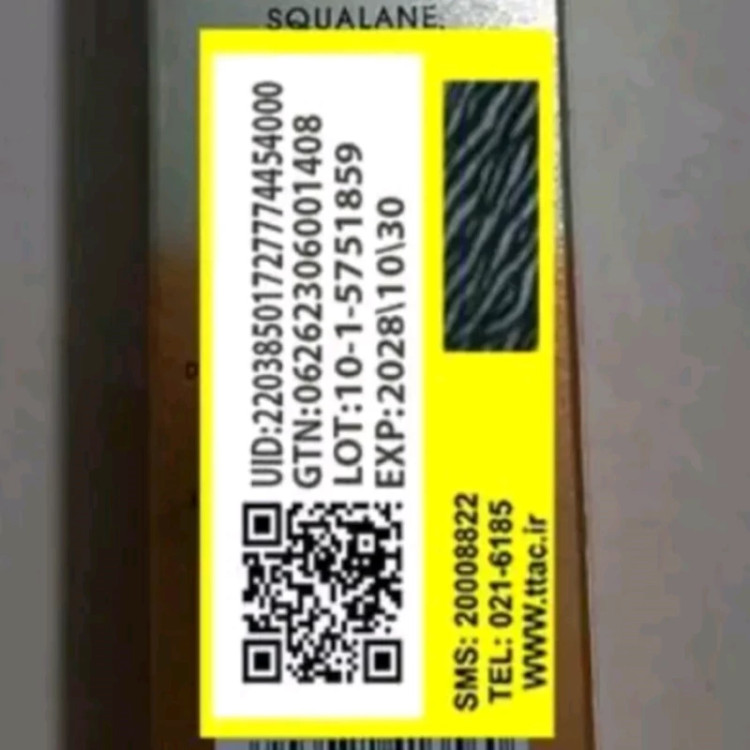 SQUALANE,
UID:22038501727774454000
GTN:06262306001408
LOT:10-1-5751859
EXP:2028\10\30
SMS: 20008822
TEL: 021-6185
www.ttac.ir